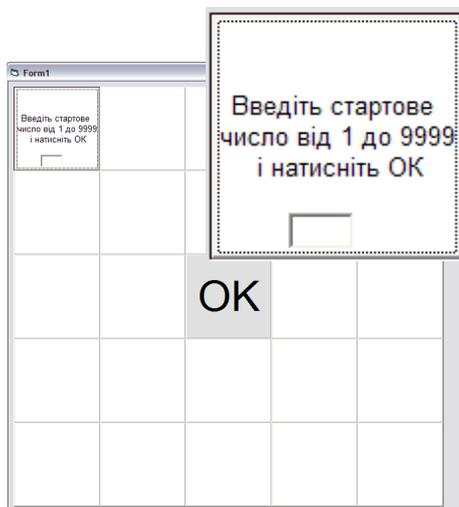 Form1
Введіть стартове
число від 1 до 9999
і натисніть ОК
Введіть стартове
число від 1 до 9999
і натисніть ОК
OK